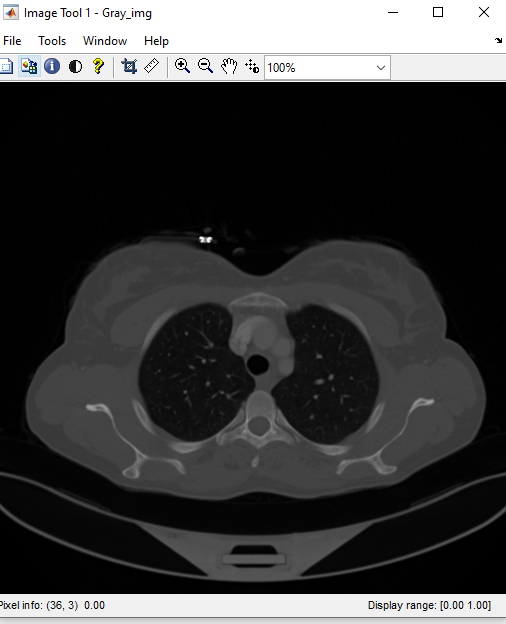 Image Tool 1 - Gray_img
File Tools Window Help
100%
Pixel info: (36, 3) 0.00
Display range: [0.00 1.00]